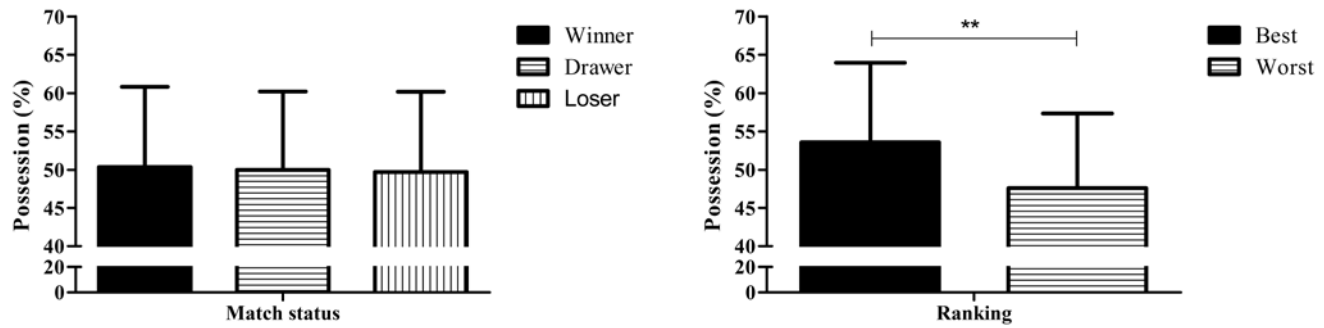 Possession (%)
70
65
60
55
50
45
40
20
0
Match status
Winner
Drawer
Loser
Possession (%)
70
65
60
55
50
45
40
20
0
**
Ranking
Best
Worst